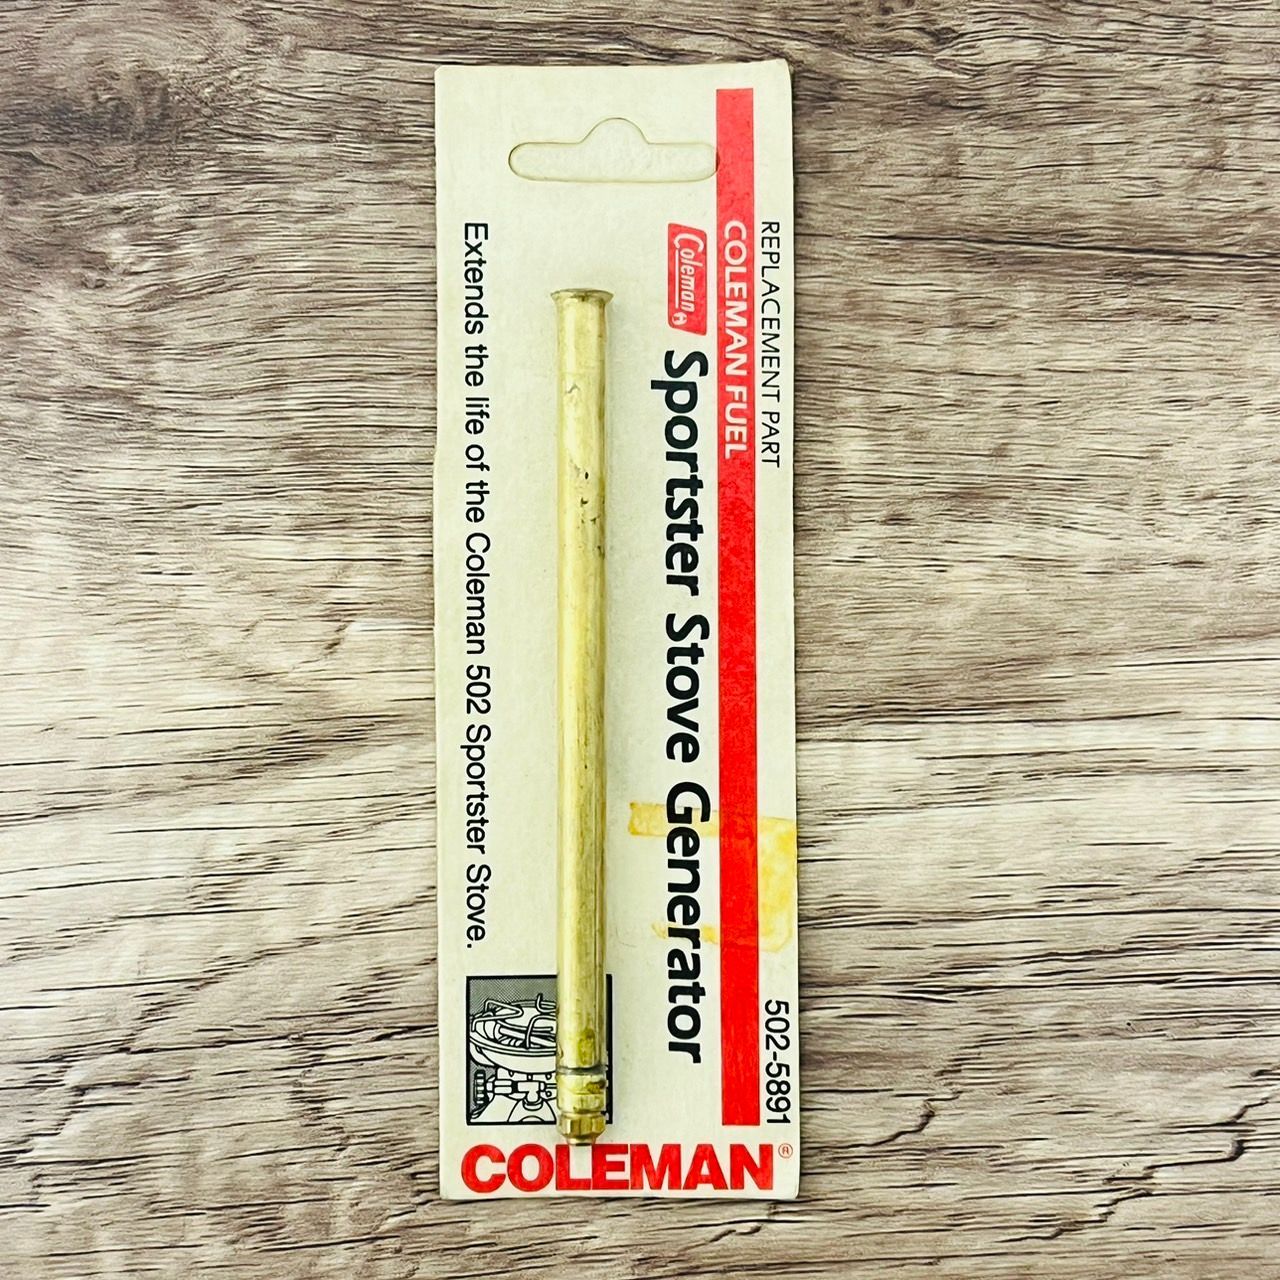 REPLACEMENT PART
502-5891
COLEMAN FUEL
Coleman
Sportster Stove Generator
Extends the life of the Coleman 502 Sportster Stove.
COLEMAN®